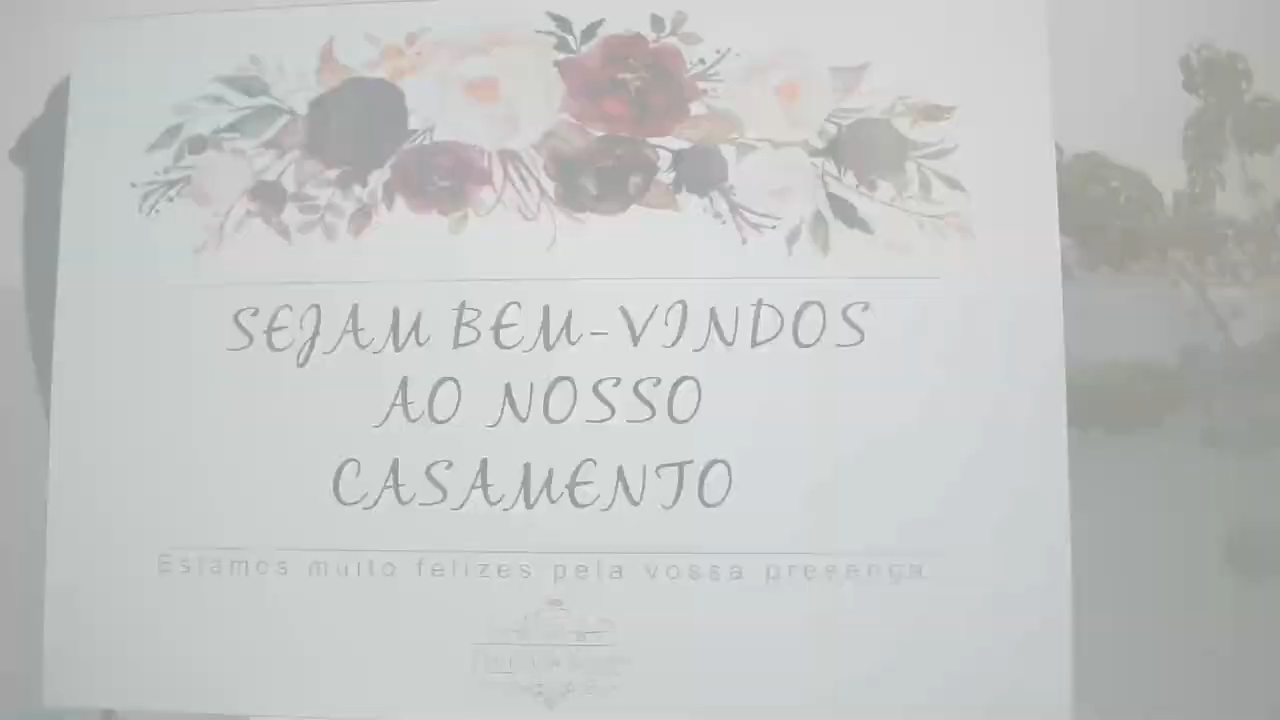 SEJAM BEM-VINDOS
AO NOSSO
CASAMENTO
Estamos muito felizes pela vossa presença